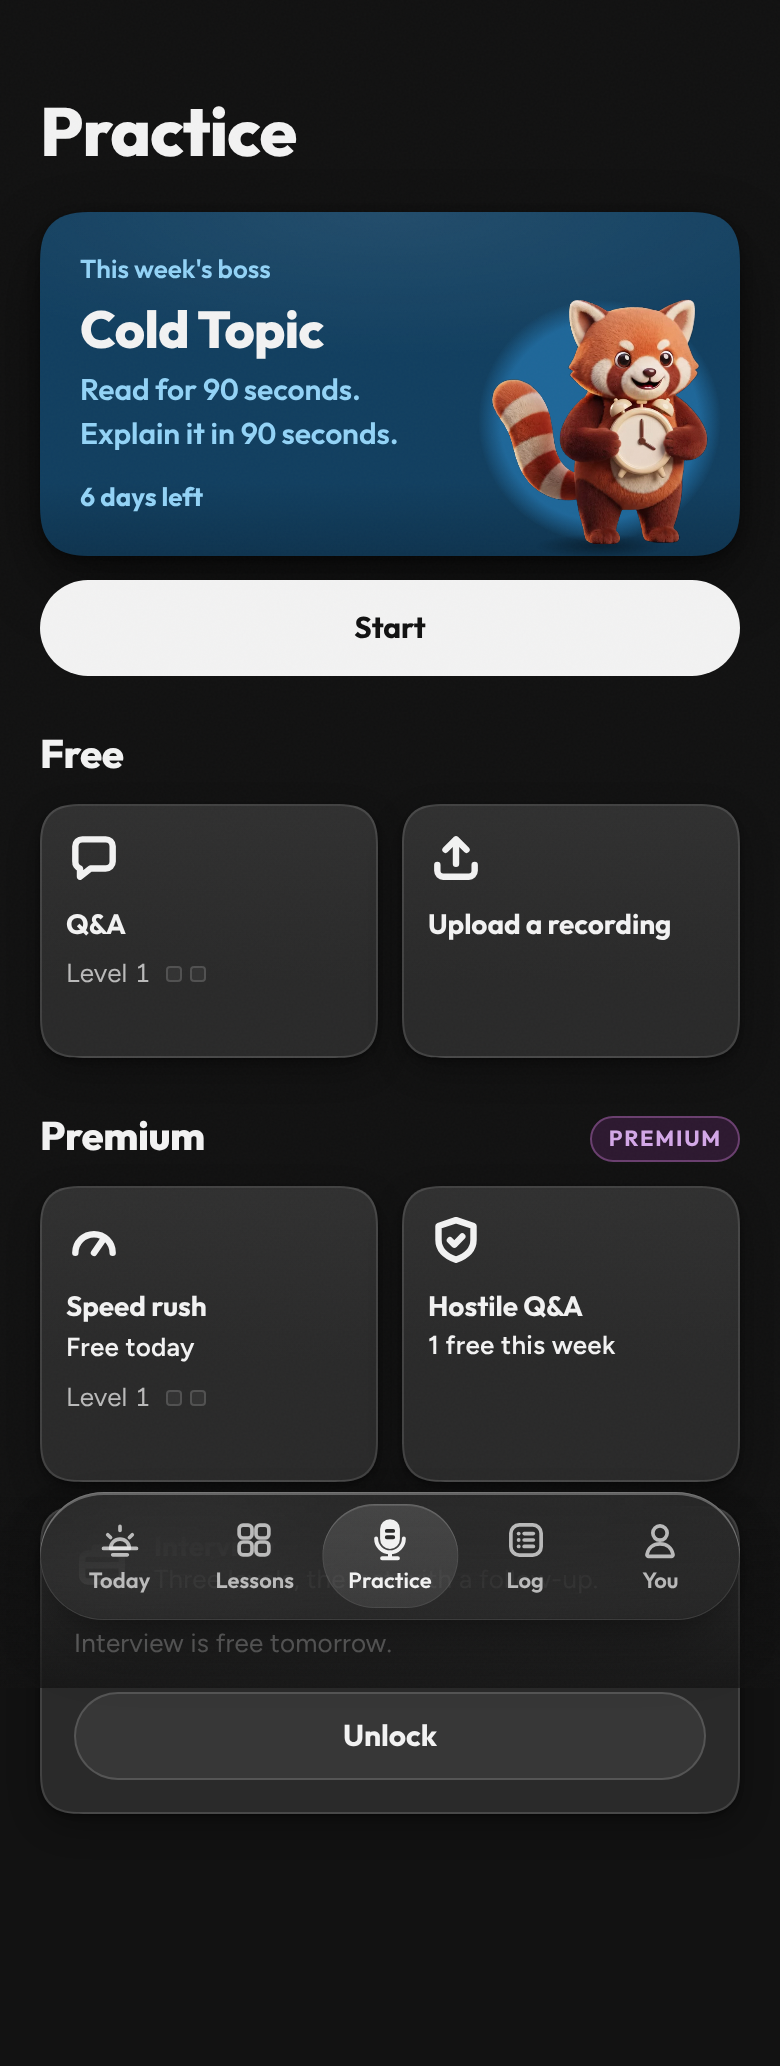 Practice
This week's boss
Cold Topic
Read for 90 seconds.
Explain it in 90 seconds.
6 days left
Start
Free
Q&A
Level 1
Upload a recording
Premium
PREMIUM
Speed rush
Free today
Level 1
Hostile Q&A
1 free this week
Today
Lessons
Practice
Log
You
Interview is free tomorrow.
Unlock